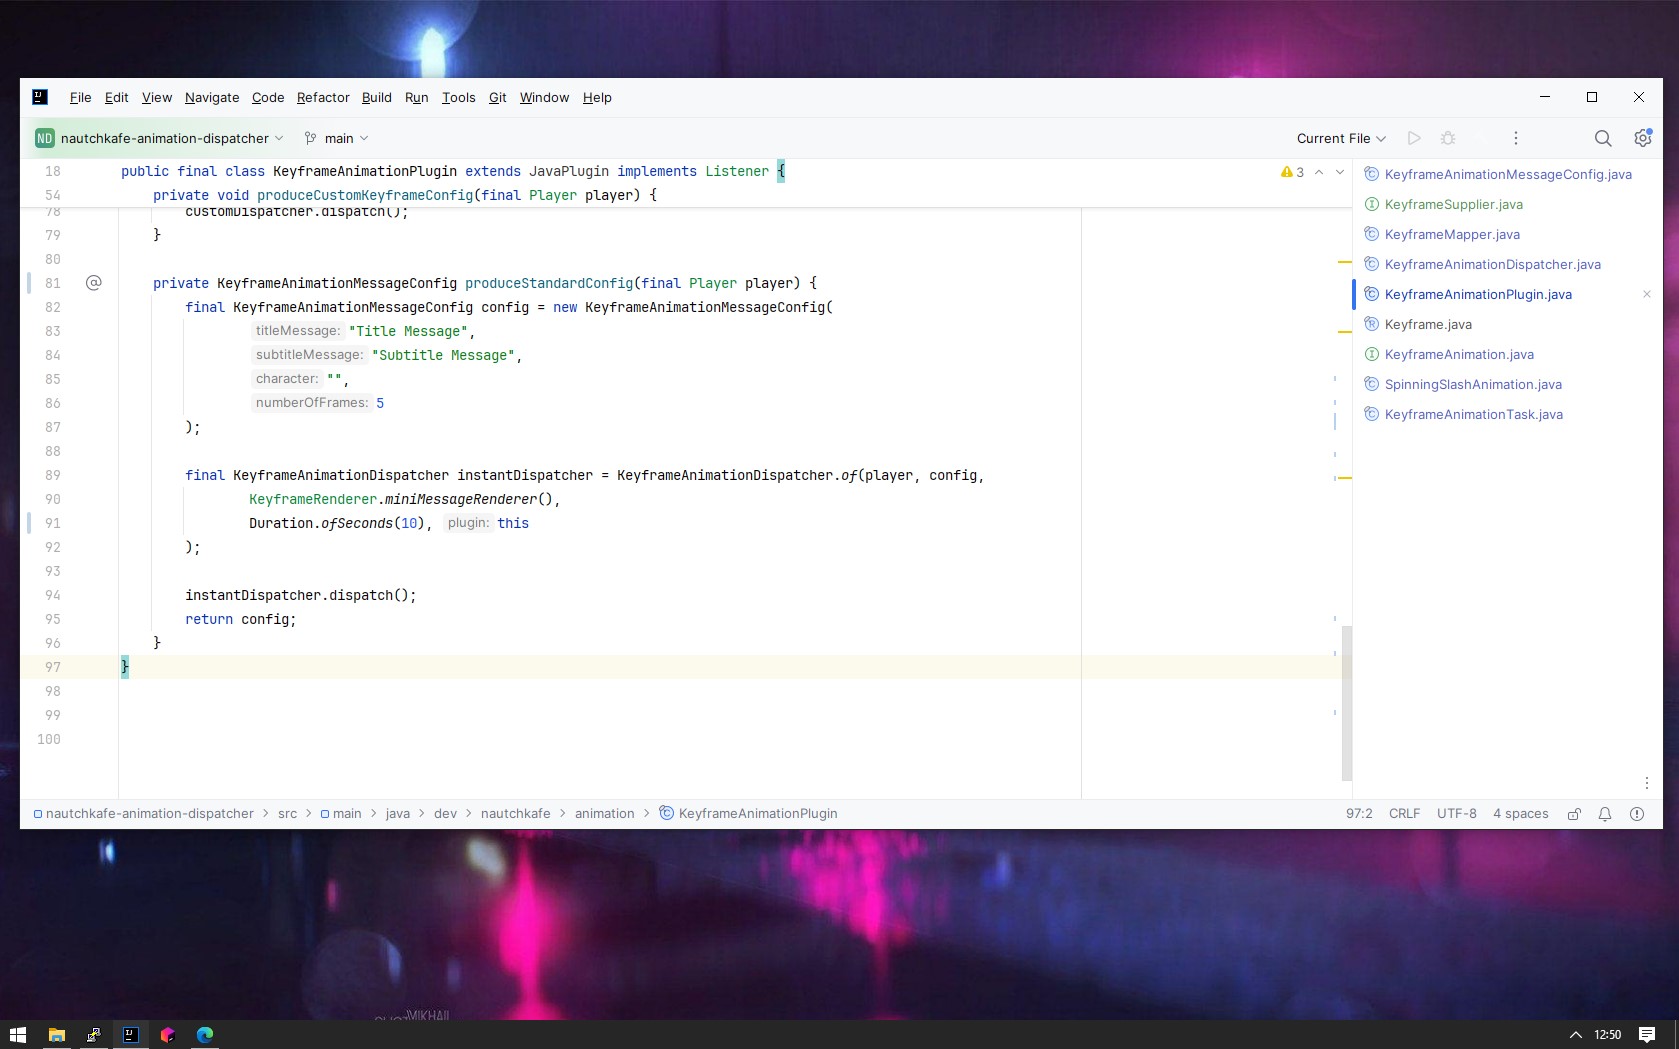 File Edit View Navigate Code Refactor Build Run Tools Git Window Help
ND nautchkafe-animation-dispatcher main Current File
18 public final class KeyframeAnimationPlugin extends JavaPlugin implements Listener { 3
54 private void produceCustomKeyframeConfig(final Player player) {
78 customDispatcher.dispatch();
79 }
80
81 @ private KeyframeAnimationMessageConfig produceStandardConfig(final Player player) {
82 final KeyframeAnimationMessageConfig config = new KeyframeAnimationMessageConfig(
83 titleMessage: "Title Message",
84 subtitleMessage: "Subtitle Message",
85 character: "",
86 numberOfFrames: 5
87 );
88
89 final KeyframeAnimationDispatcher instantDispatcher = KeyframeAnimationDispatcher.of(player, config,
90 KeyframeRenderer.miniMessageRenderer(),
91 Duration.ofSeconds(10), plugin: this
92 );
93
94 instantDispatcher.dispatch();
95 return config;
96 }
97 }
98
99
100
KeyframeAnimationMessageConfig.java
KeyframeSupplier.java
KeyframeMapper.java
KeyframeAnimationDispatcher.java
KeyframeAnimationPlugin.java
Keyframe.java
KeyframeAnimation.java
SpinningSlashAnimation.java
KeyframeAnimationTask.java
nautchkafe-animation-dispatcher > src > main > java > dev > nautchkafe > animation > KeyframeAnimationPlugin 97:2 CRLF UTF-8 4 spaces
MIKHAIL
12:50